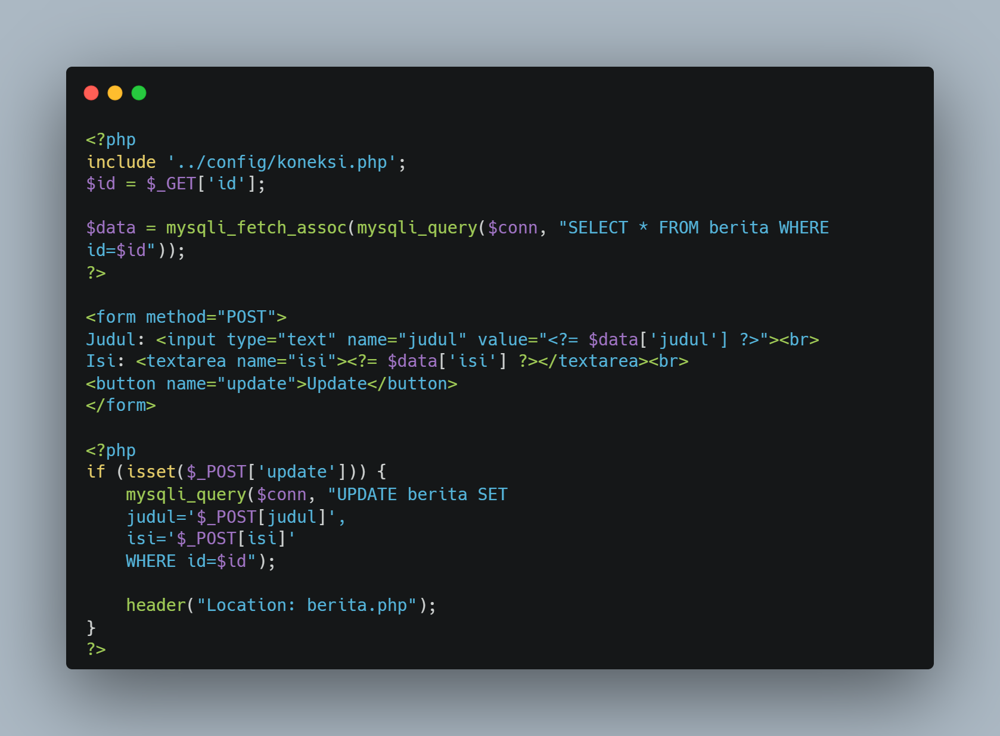 <?php
include '../config/koneksi.php';
$id = $_GET['id'];
$data = mysqli_fetch_assoc(mysqli_query($conn, "SELECT * FROM berita WHERE
id=$id"));
?>
<form method="POST">
Judul: <input type="text" name="judul" value="<?= $data['judul'] ?>"><br>
Isi: <textarea name="isi"><?= $data['isi'] ?></textarea><br>
<button name="update">Update</button>
</form>
<?php
if (isset($_POST['update'])) {
    mysqli_query($conn, "UPDATE berita SET
    judul='$_POST[judul]',
    isi='$_POST[isi]'
    WHERE id=$id");
    header("Location: berita.php");
}
?>